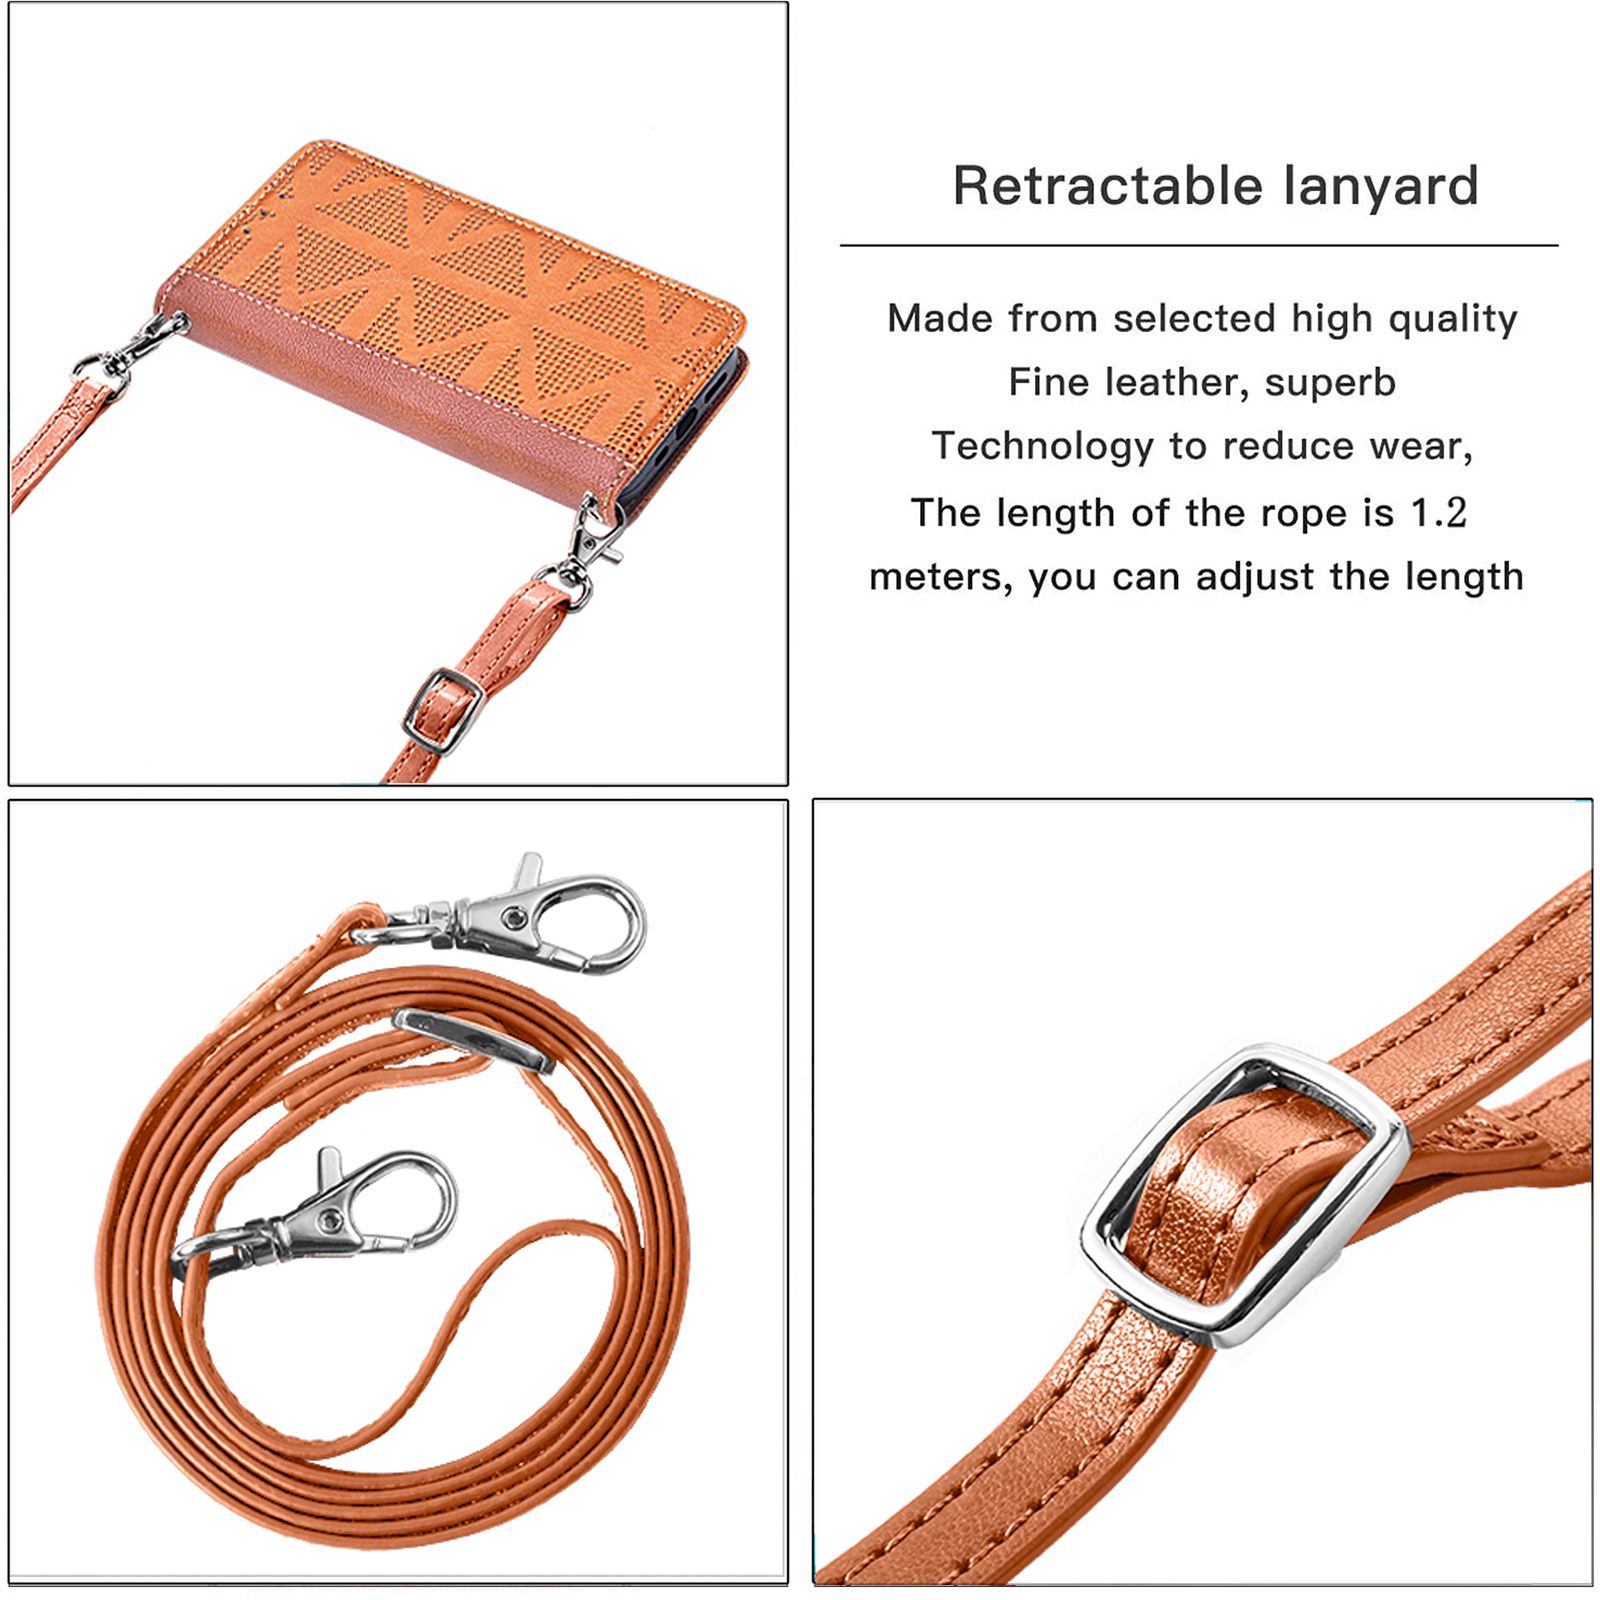 Retractable lanyard
Made from selected high quality
Fine leather, superb
Technology to reduce wear,
The length of the rope is 1.2
meters, you can adjust the length